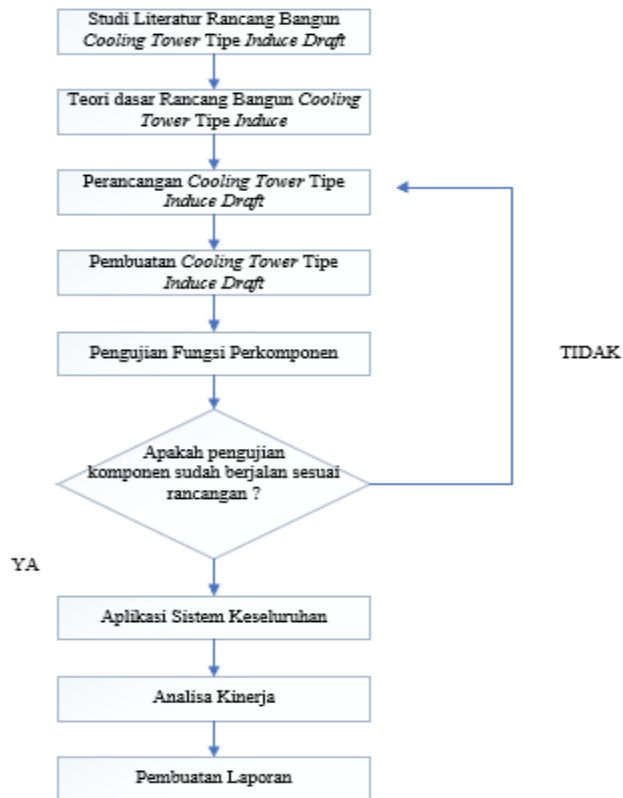 Studi Literatur Rancang Bangun
Cooling Tower Tipe Induce Draft
Teori dasar Rancang Bangun Cooling
Tower Tipe Induce
Perancangan Cooling Tower Tipe
Induce Draft
Pembuatan Cooling Tower Tipe
Induce Draft
Pengujian Fungsi Perkomponen
TIDAK
Apakah pengujian
komponen sudah berjalan sesuai
rancangan ?
YA
Aplikasi Sistem Keseluruhan
Analisa Kinerja
Pembuatan Laporan